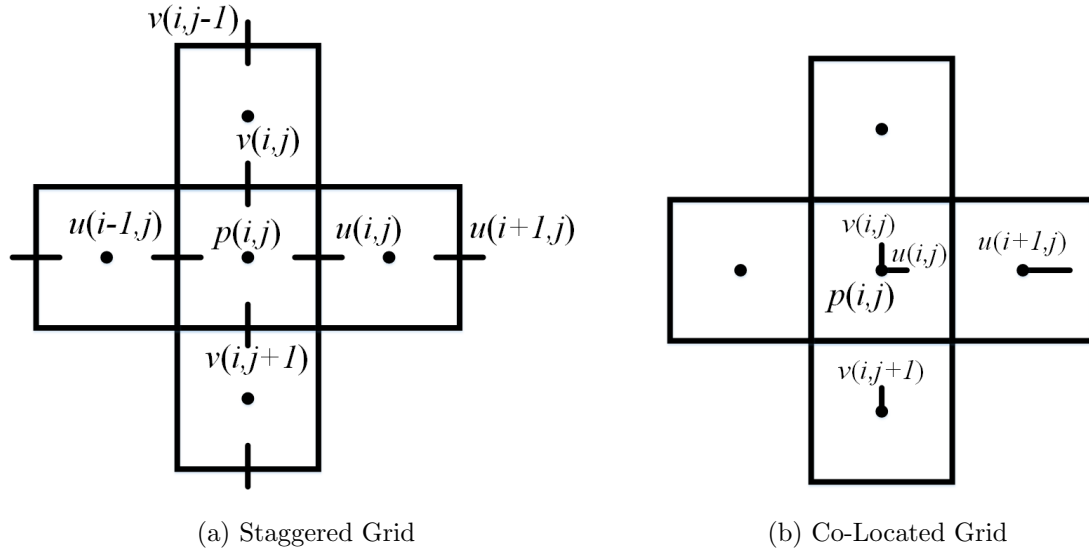 v(i,j-1)
v(i,j)
u(i-1,j)
p(i,j)
u(i,j)
u(i+1,j)
v(i,j+1)
(a) Staggered Grid
v(i,j)
u(i,j)
u(i+1,j)
p(i,j)
v(i,j+1)
(b) Co-Located Grid